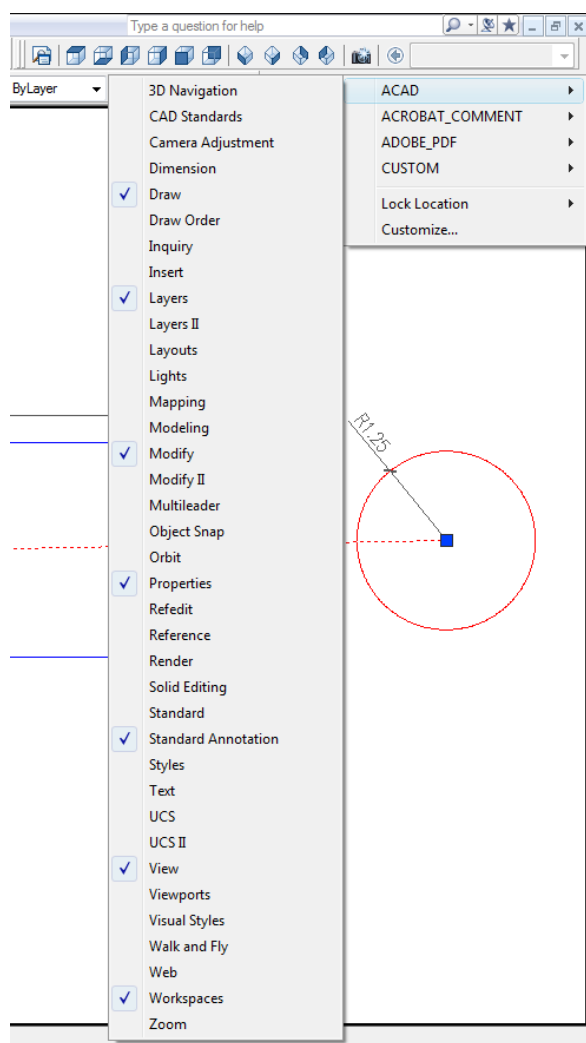 Type a question for help
ByLayer
3D Navigation
CAD Standards
Camera Adjustment
Dimension
Draw
Draw Order
Inquiry
Insert
Layers
Layers II
Layouts
Lights
Mapping
Modeling
Modify
Modify II
Multileader
Object Snap
Orbit
Properties
Refedit
Reference
Render
Solid Editing
Standard
Standard Annotation
Styles
Text
UCS
UCS II
View
Viewports
Visual Styles
Walk and Fly
Web
Workspaces
Zoom
ACAD
ACROBAT_COMMENT
ADOBE_PDF
CUSTOM
Lock Location
Customize...
R1.25